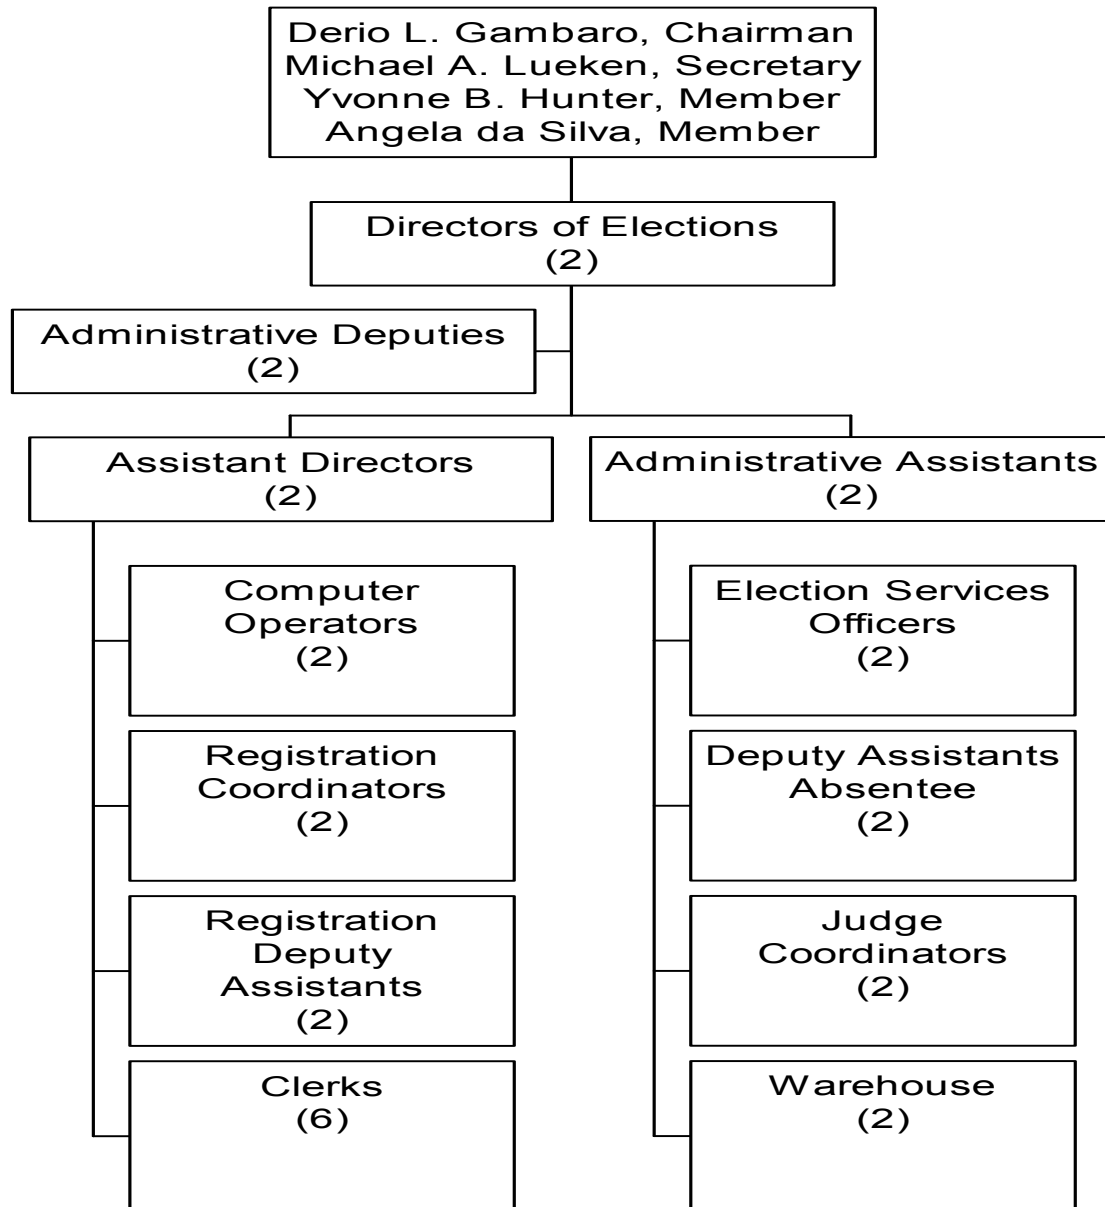 Derio L. Gambaro, Chairman
Michael A. Lueken, Secretary
Yvonne B. Hunter, Member
Angela da Silva, Member
Directors of Elections
(2)
Administrative Deputies
(2)
Assistant Directors
(2)
Administrative Assistants
(2)
Computer
Operators
(2)
Election Services
Officers
(2)
Registration
Coordinators
(2)
Deputy Assistants
Absentee
(2)
Registration
Deputy
Assistants
(2)
Judge
Coordinators
(2)
Clerks
(6)
Warehouse
(2)